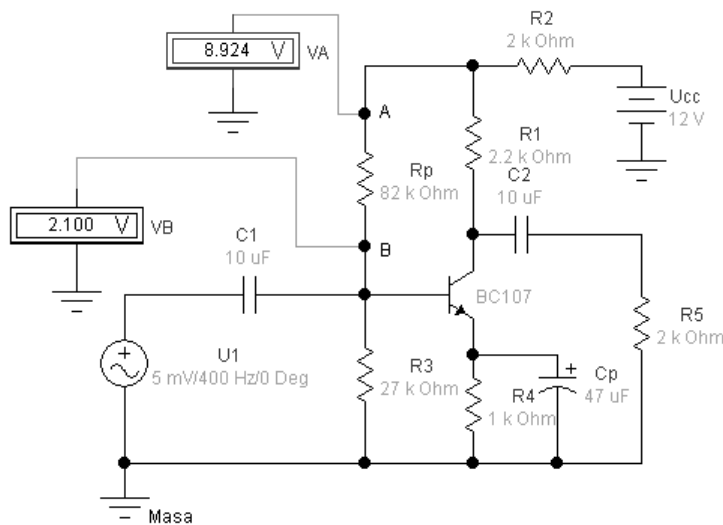 R2
2 k Ohm
8.924 V VA
A
Ucc
12 V
R1
2.2 k Ohm
Rp
82 k Ohm
C2
10 uF
2.100 V VB
B
C1
10 uF
BC107
R5
2 k Ohm
U1
5 mV/400 Hz/0 Deg
R3
27 k Ohm
R4
1 k Ohm
Cp
47 uF
Masa